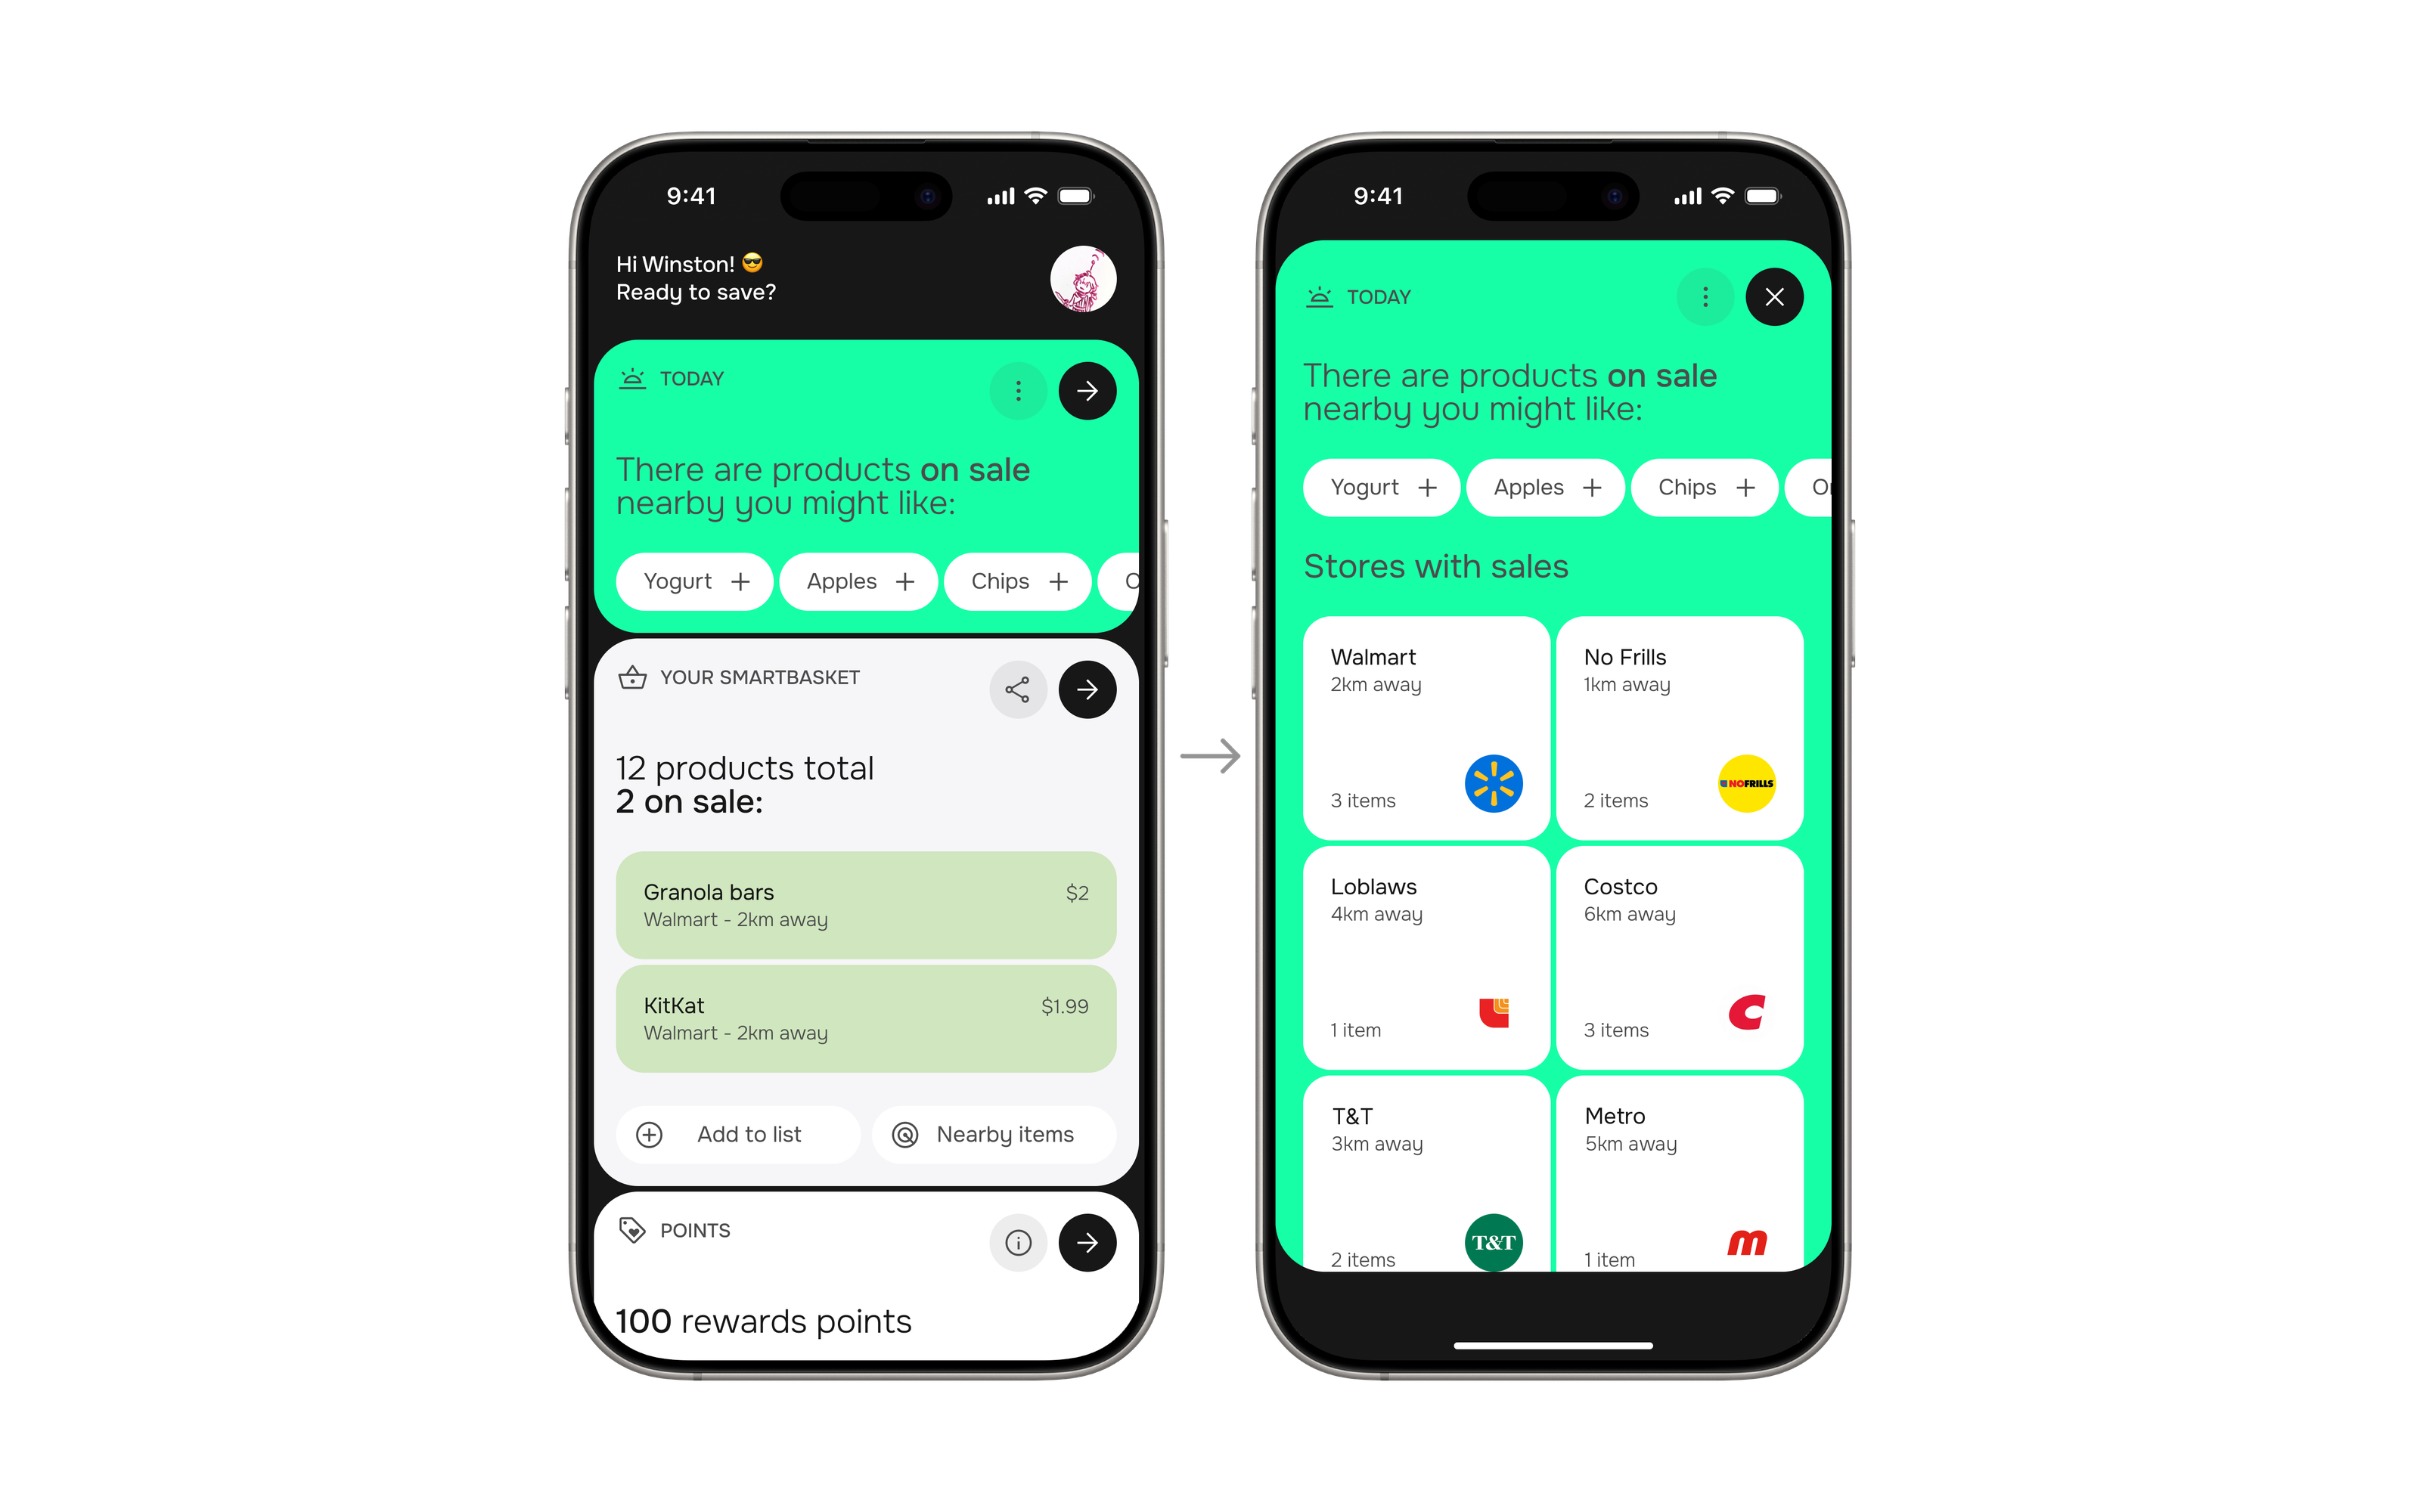 9:41
Hi Winston! 😎
Ready to save?
TODAY
There are products on sale
nearby you might like:
Yogurt
Apples
Chips
YOUR SMARTBASKET
12 products total
2 on sale:
Granola bars
$2
Walmart - 2km away
KitKat
$1.99
Walmart - 2km away
Add to list
Nearby items
POINTS
100 rewards points
9:41
TODAY
There are products on sale
nearby you might like:
Yogurt
Apples
Chips
Stores with sales
Walmart
2km away
3 items
No Frills
1km away
2 items
NOFRILLS
Loblaws
4km away
1 item
Costco
6km away
3 items
T&T
3km away
2 items
T&T
Metro
5km away
1 item